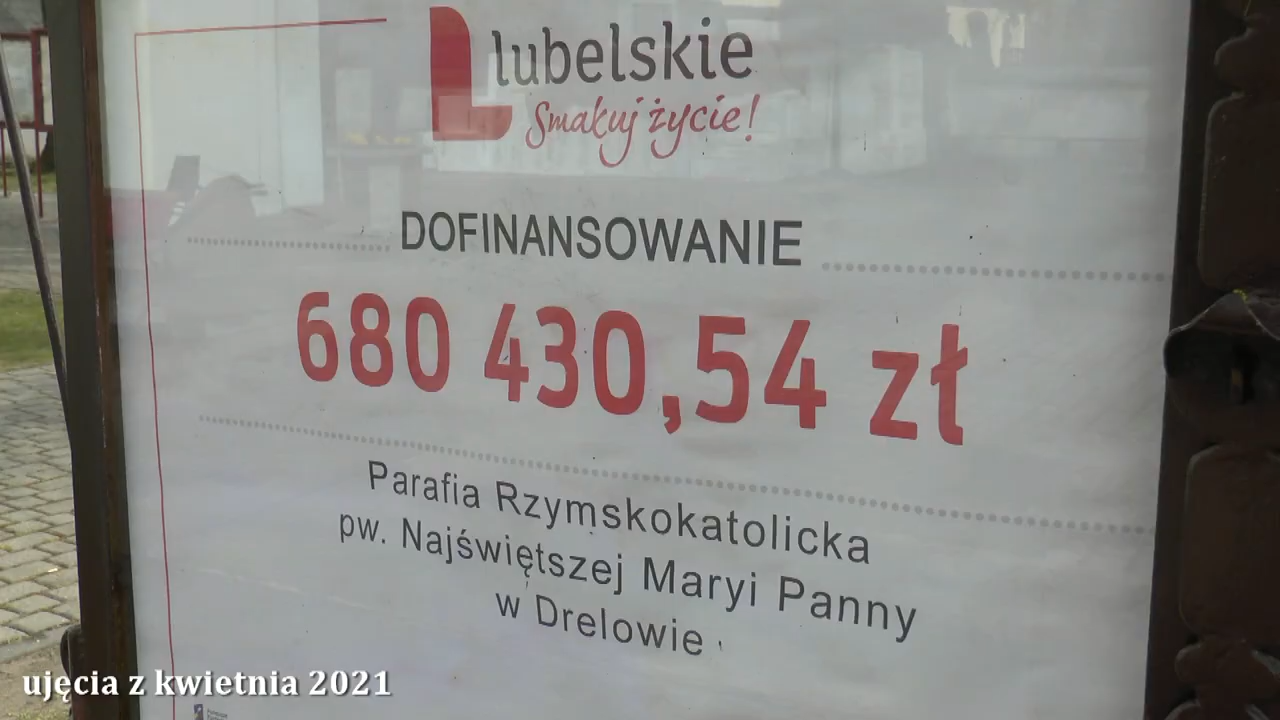 lubelskie
Smakuj życie!
DOFINANSOWANIE
680 430,54 zł
Parafia Rzymskokatolicka
pw. Najświętszej Maryi Panny
w Drelowie
ujęcia z kwietnia 2021